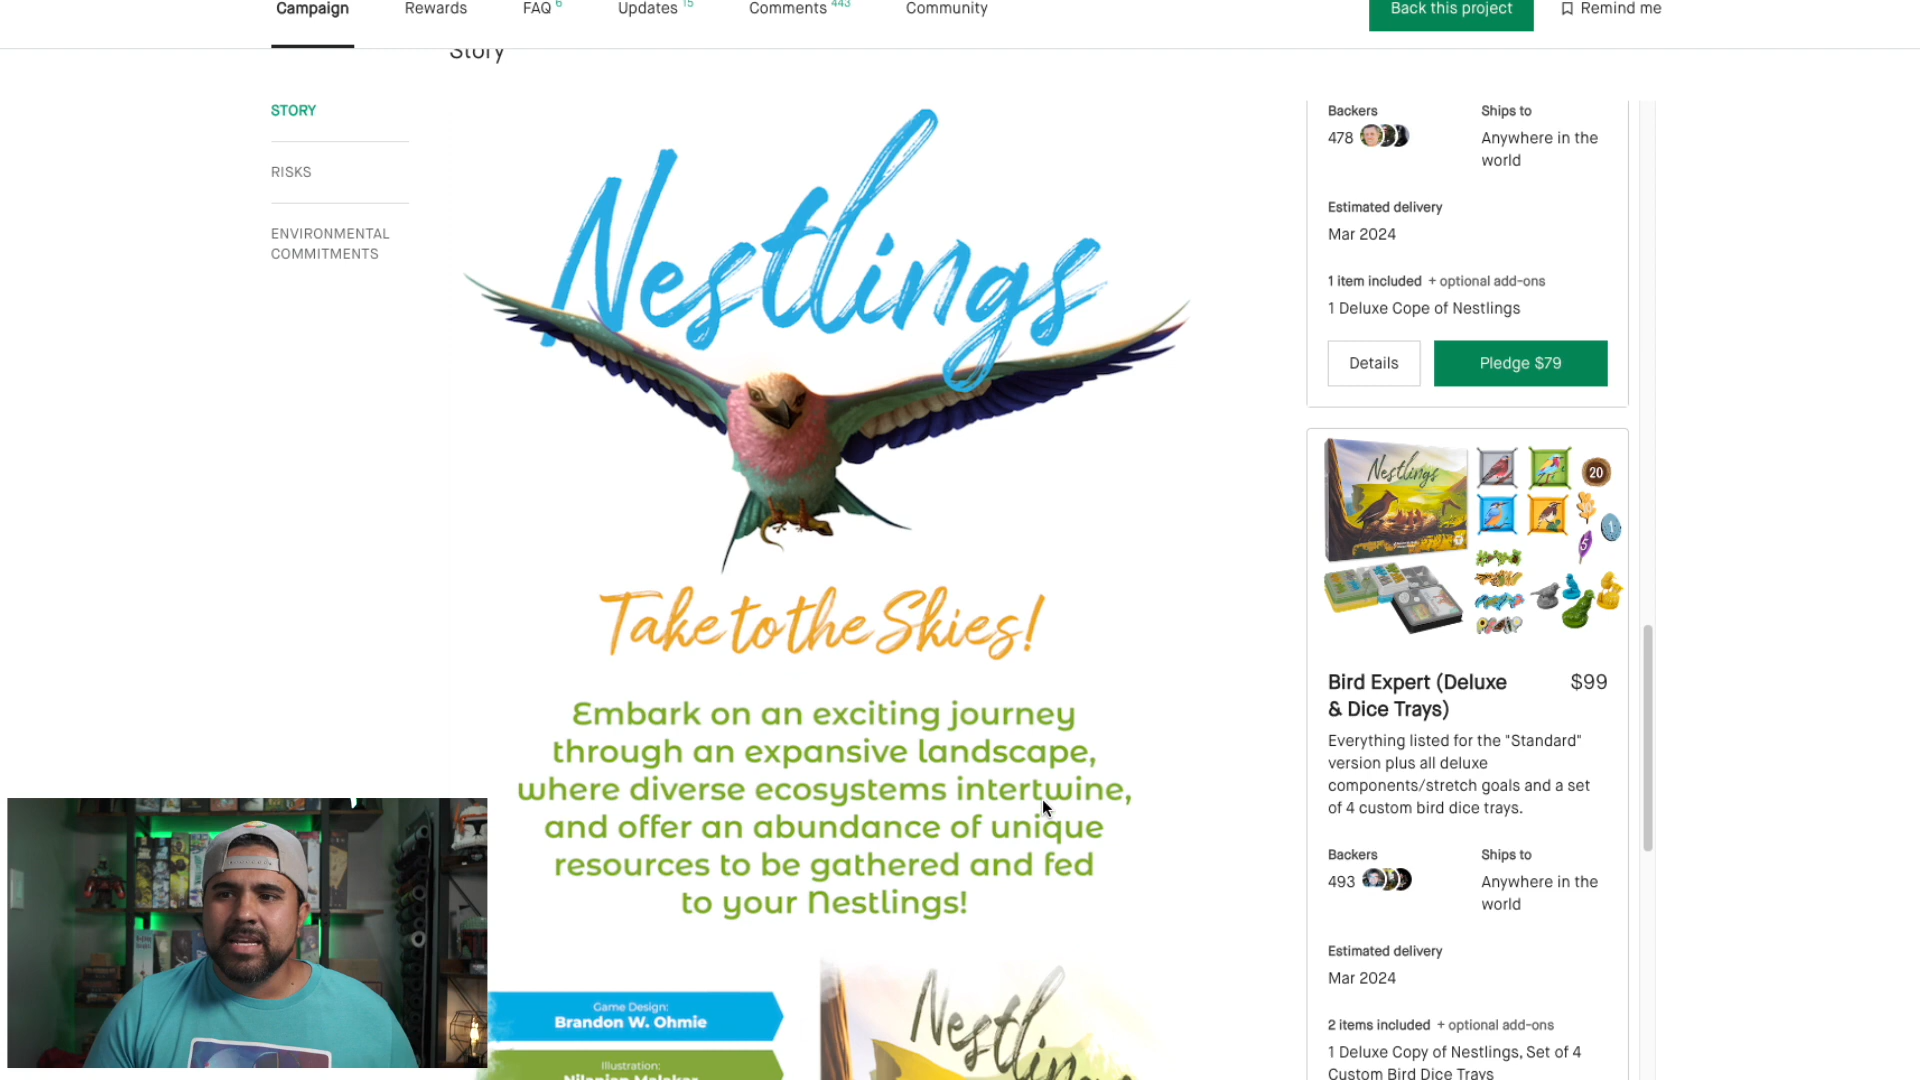 Campaign
Rewards
FAQ 6
Updates 15
Comments 443
Community
Back this project
Remind me
Story
STORY
RISKS
ENVIRONMENTAL
COMMITMENTS
Nestlings
Take to the Skies!
Embark on an exciting journey
through an expansive landscape,
where diverse ecosystems intertwine,
and offer an abundance of unique
resources to be gathered and fed
to your Nestlings!
Game Design:
Brandon W. Ohmie
Illustration:
Nilanjan Malakar
Nestlings
Backers
478
Ships to
Anywhere in the
world
Estimated delivery
Mar 2024
1 item included + optional add-ons
1 Deluxe Cope of Nestlings
Details
Pledge $79
Nestlings
20
1
5
Bird Expert (Deluxe
& Dice Trays)
$99
Everything listed for the "Standard"
version plus all deluxe
components/stretch goals and a set
of 4 custom bird dice trays.
Backers
493
Ships to
Anywhere in the
world
Estimated delivery
Mar 2024
2 items included + optional add-ons
1 Deluxe Copy of Nestlings, Set of 4
Custom Bird Dice Trays